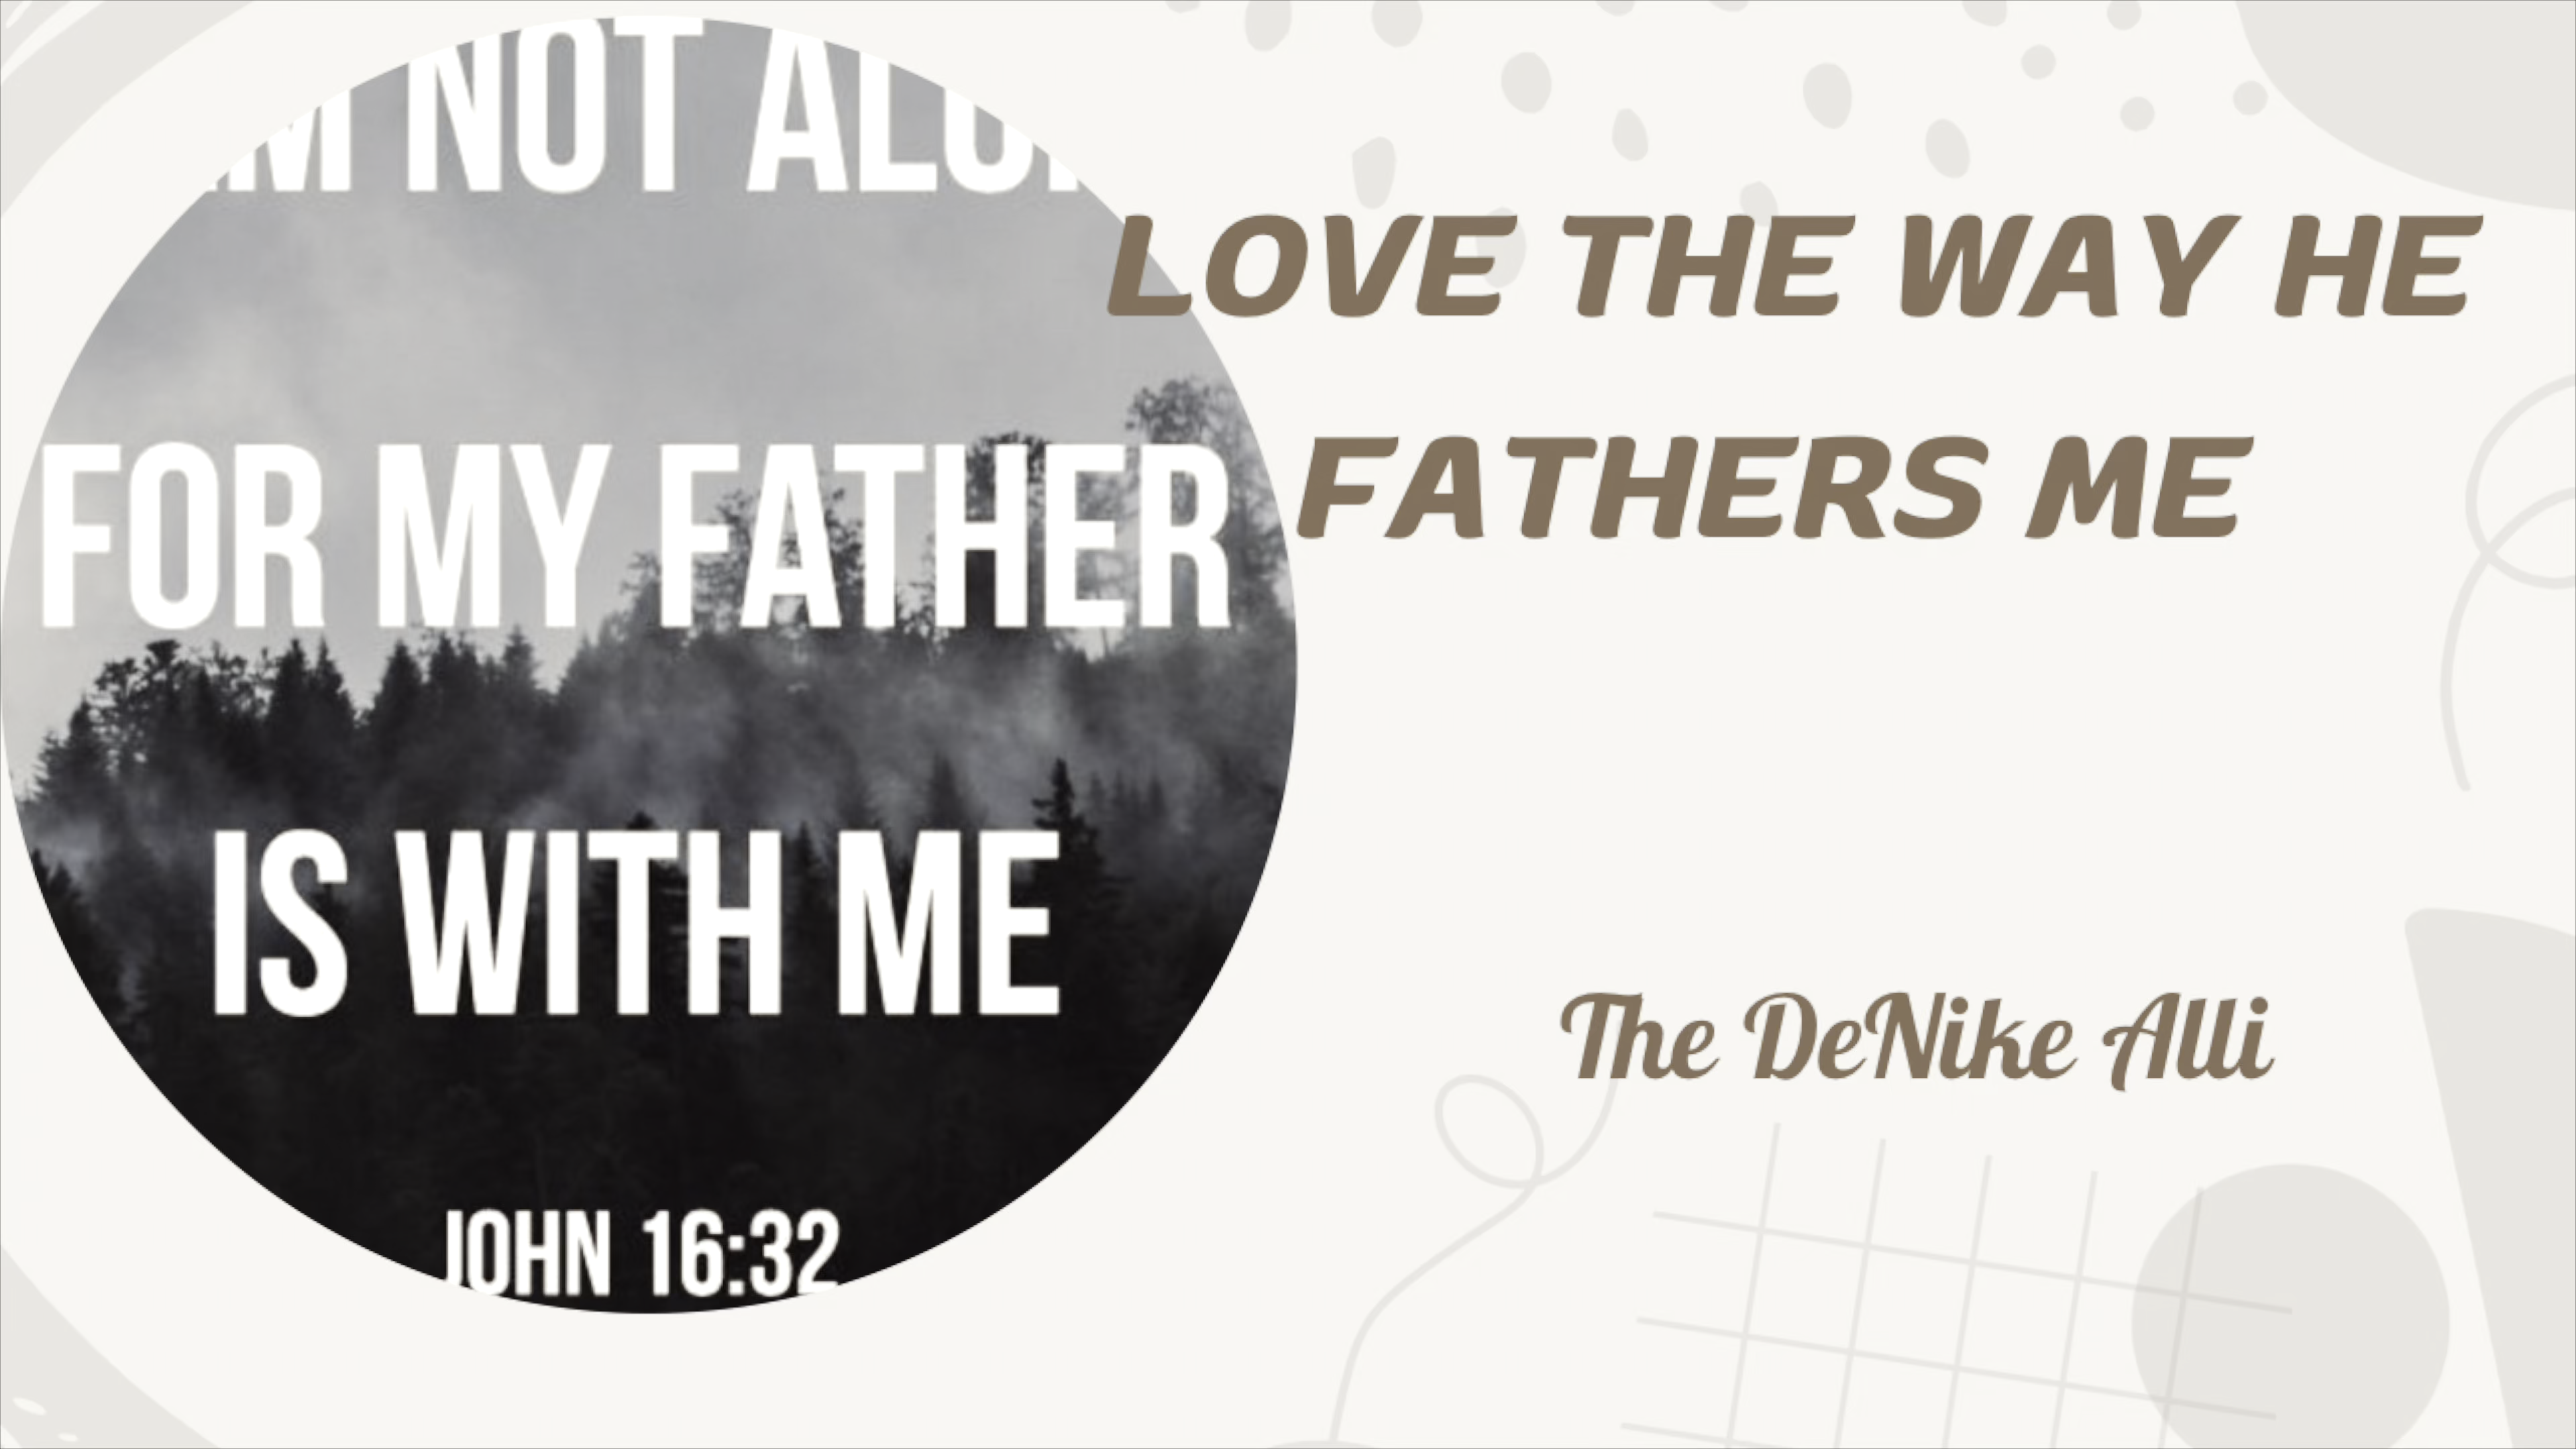 M NOT ALO
FOR MY FATHER
IS WITH ME
JOHN 16:32
LOVE THE WAY HE
FATHERS ME
The DeNike Alli